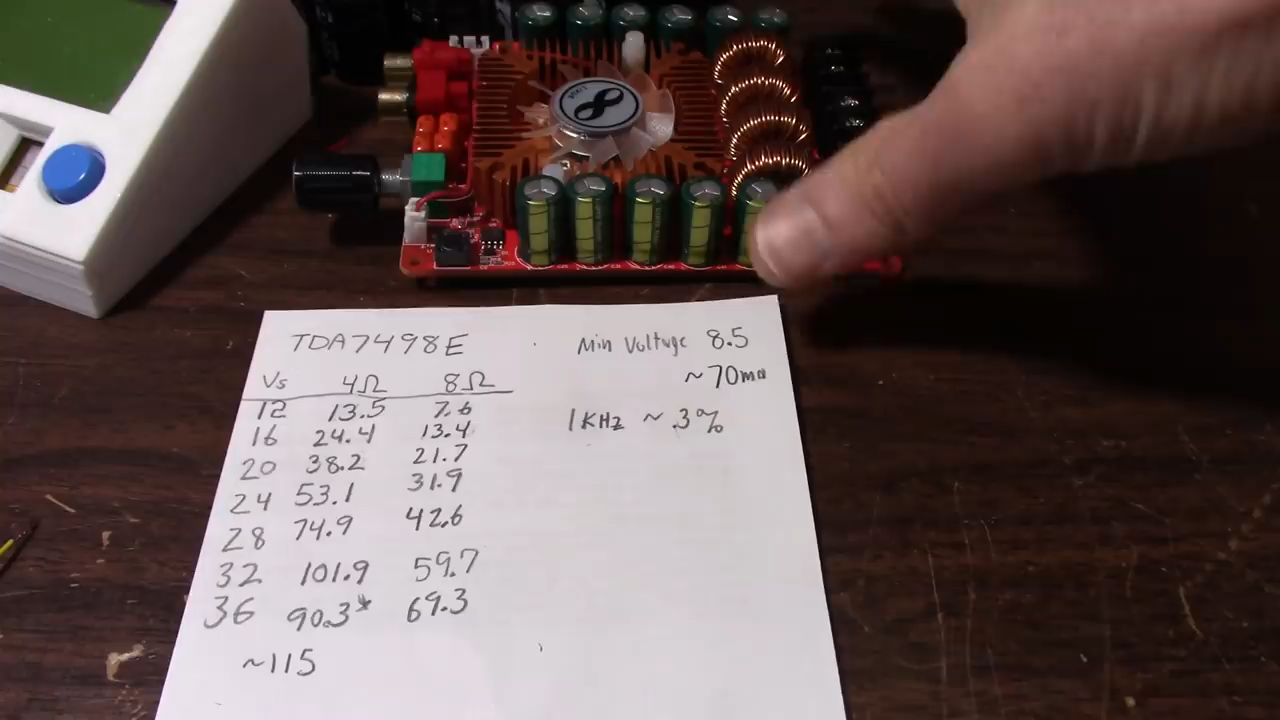 TDA7498E
Min Voltage 8.5
~70ma
1KHz ~.3%
Vs 4Ω 8Ω
12 13.5 7.6
16 24.4 13.4
20 38.2 21.7
24 53.1 31.9
28 74.9 42.6
32 101.9 59.7
36 90.3* 69.3
~115